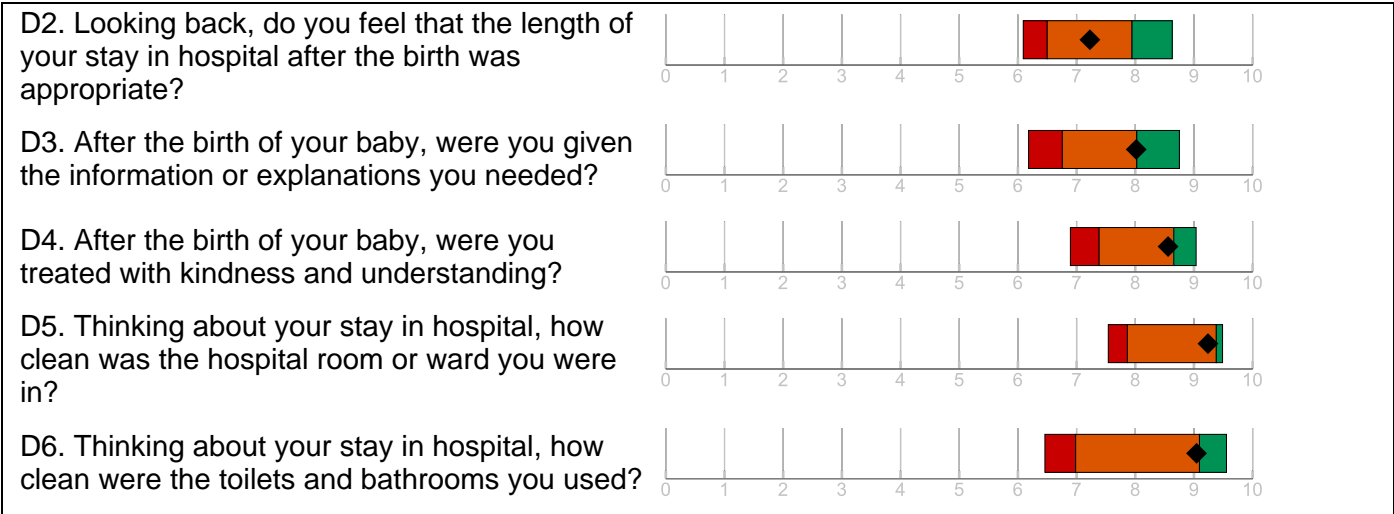 D2. Looking back, do you feel that the length of
your stay in hospital after the birth was
appropriate?
0 1 2 3 4 5 6 7 8 9 10
D3. After the birth of your baby, were you given
the information or explanations you needed?
0 1 2 3 4 5 6 7 8 9 10
D4. After the birth of your baby, were you
treated with kindness and understanding?
0 1 2 3 4 5 6 7 8 9 10
D5. Thinking about your stay in hospital, how
clean was the hospital room or ward you were
in?
0 1 2 3 4 5 6 7 8 9 10
D6. Thinking about your stay in hospital, how
clean were the toilets and bathrooms you used?
0 1 2 3 4 5 6 7 8 9 10